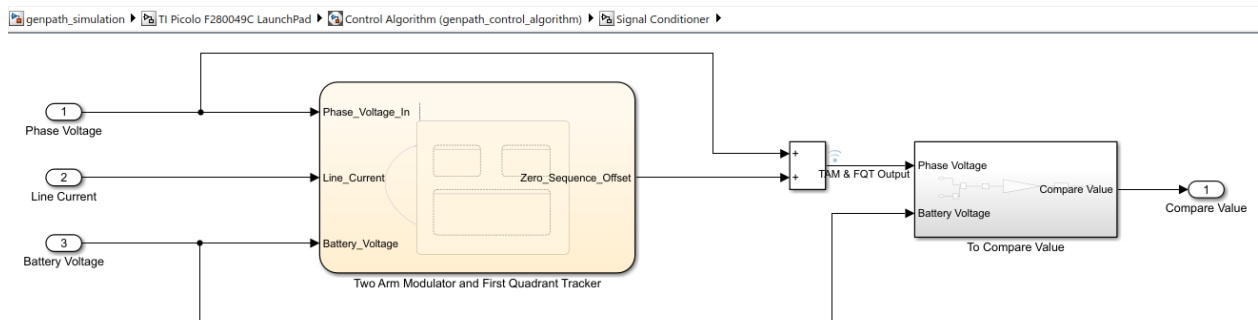 genpath_simulation TI Picolo F280049C LaunchPad Control Algorithm (genpath_control_algorithm) Signal Conditioner
1
Phase Voltage
Phase_Voltage_In
2
Line Current
Line_Current
Zero_Sequence_Offset
3
Battery Voltage
Battery_Voltage
Two Arm Modulator and First Quadrant Tracker
+
+
TAM & FQT Output
Phase Voltage
Compare Value
Battery Voltage
To Compare Value
1
Compare Value